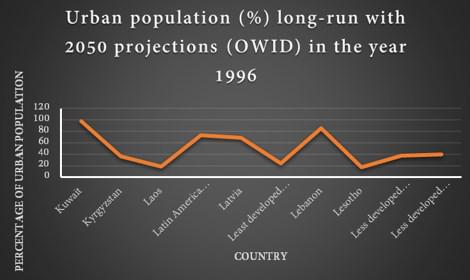 Urban population (%) long-run with
2050 projections (OWID) in the year
1996
PERCENTAGE OF URBAN POPULATION
120
100
80
60
40
20
0
Kuwait
Kyrgyzstan
Laos
Latin America...
Latvia
Least developed...
Lebanon
Lesotho
Less developed...
Less developed...
COUNTRY